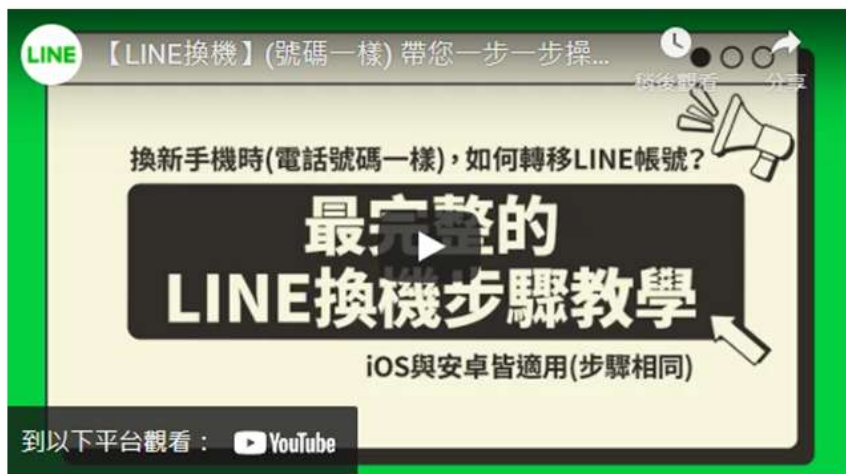 LINE
【LINE換機】(號碼一樣) 帶您一步一步操...
稍後觀看
分享
換新手機時(電話號碼一樣)，如何轉移LINE帳號？
最完整的
LINE換機步驟教學
iOS與安卓皆適用(步驟相同)
到以下平台觀看： YouTube